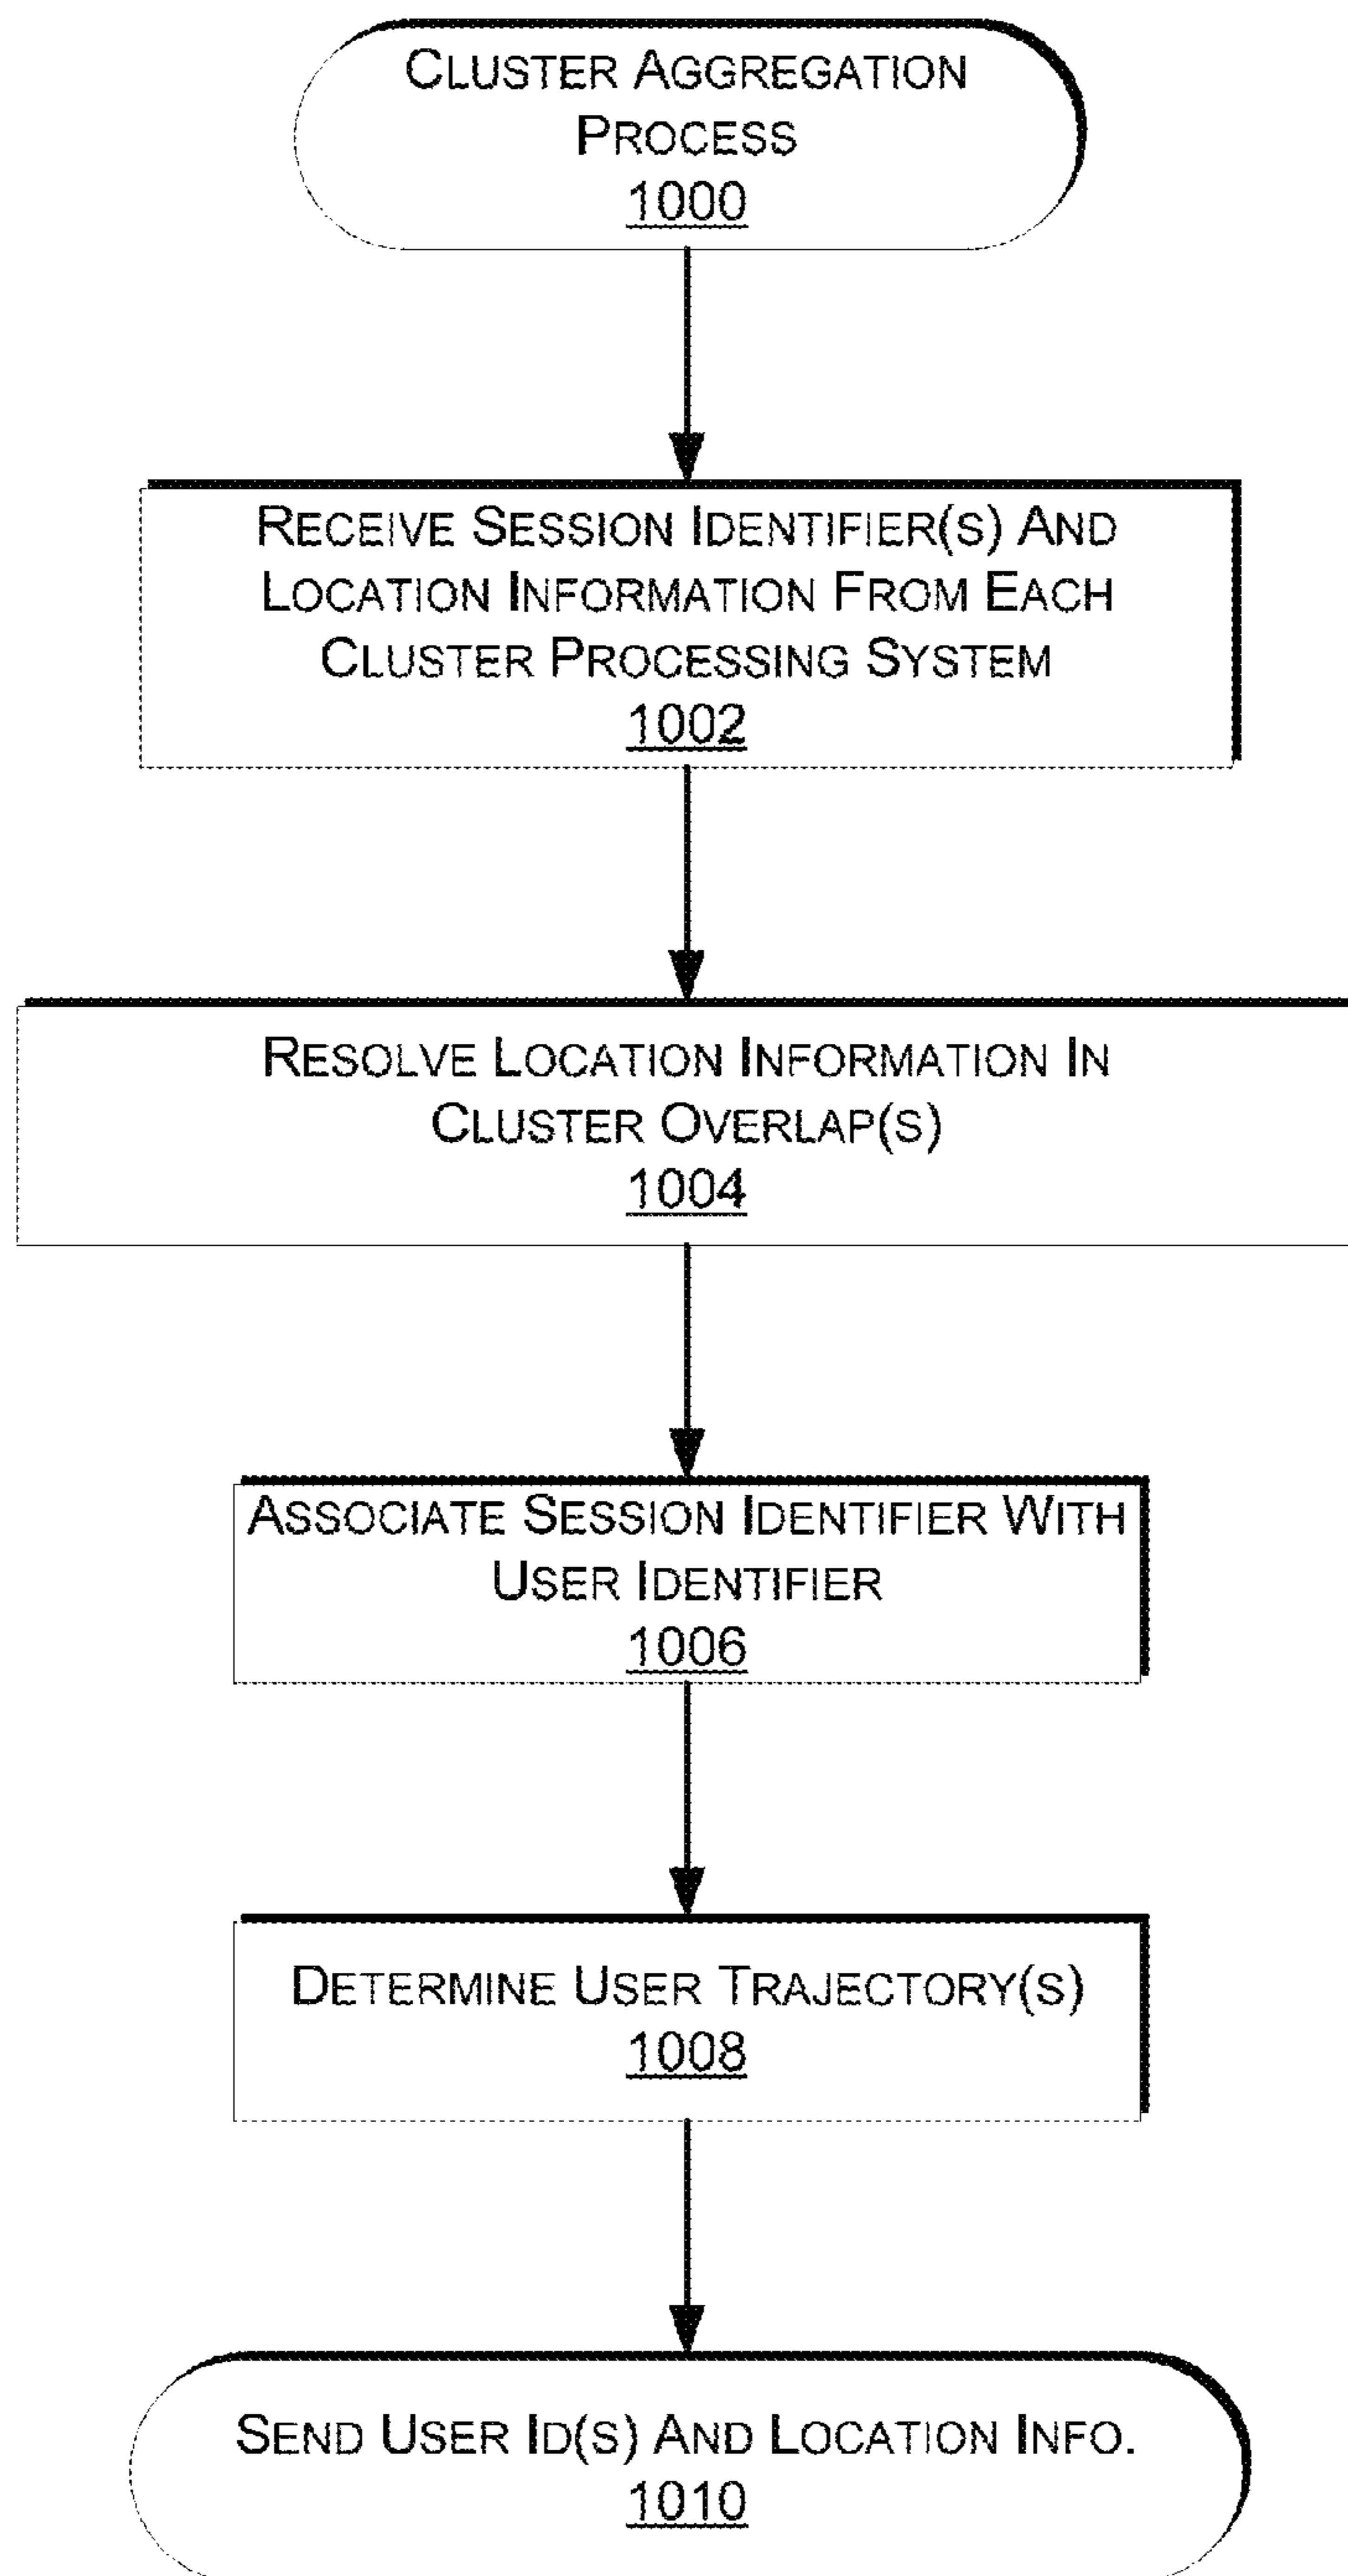 CLUSTER AGGREGATION
PROCESS
1000
RECEIVE SESSION IDENTIFIER(S) AND
LOCATION INFORMATION FROM EACH
CLUSTER PROCESSING SYSTEM
1002
RESOLVE LOCATION INFORMATION IN
CLUSTER OVERLAP(S)
1004
ASSOCIATE SESSION IDENTIFIER WITH
USER IDENTIFIER
1006
DETERMINE USER TRAJECTORY(S)
1008
SEND USER ID(S) AND LOCATION INFO.
1010